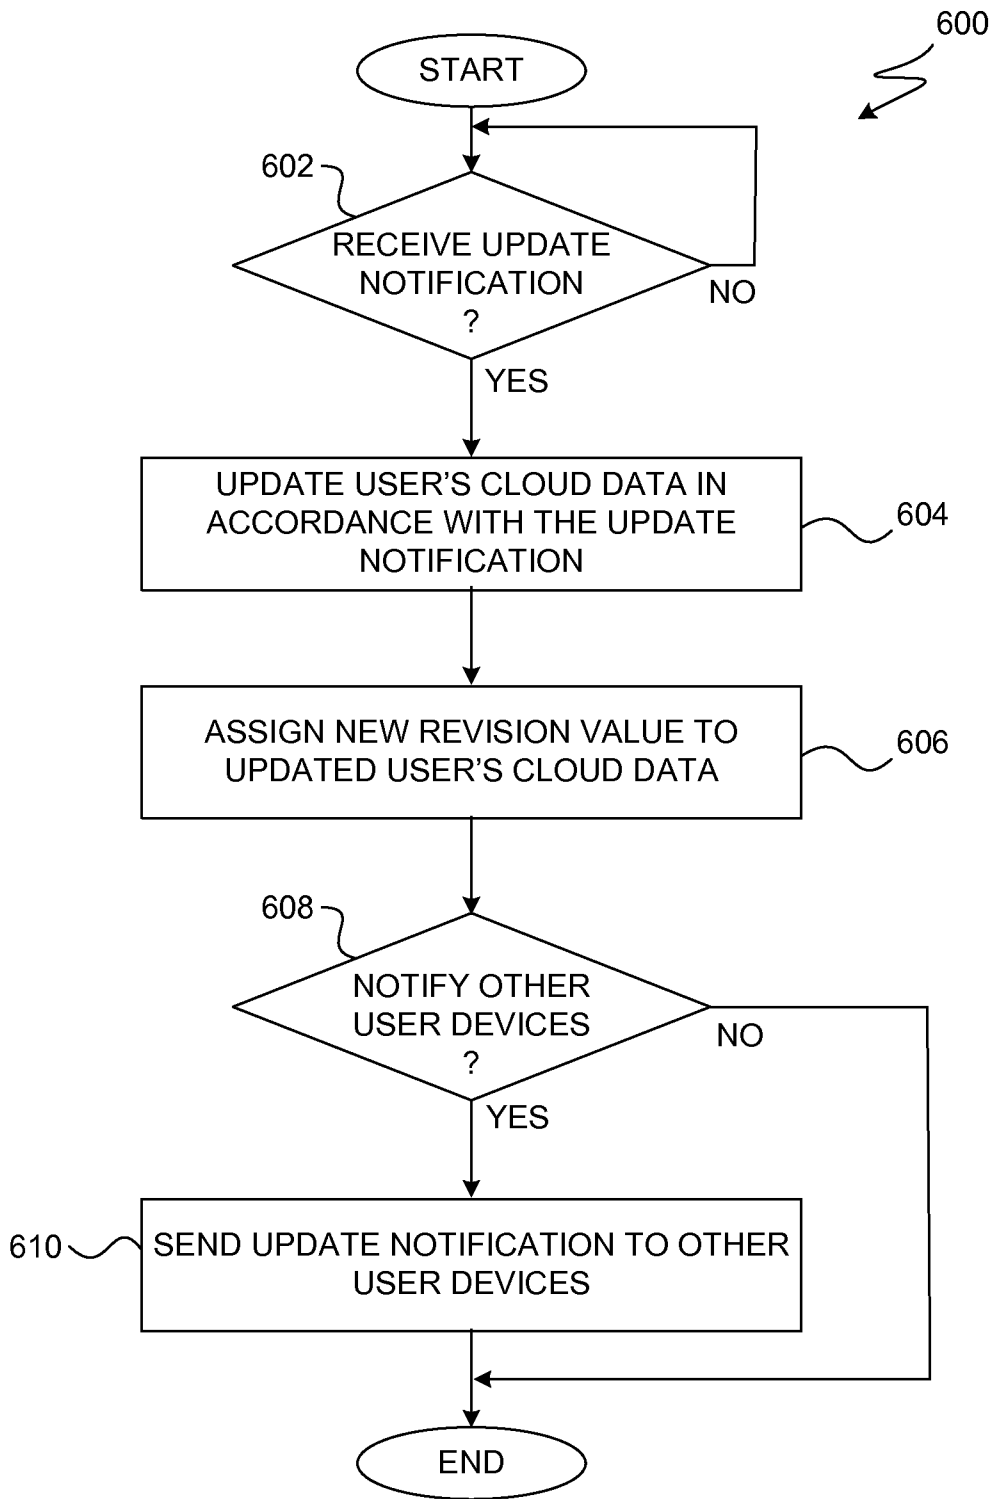 600
START
602
RECEIVE UPDATE
NOTIFICATION
?
NO
YES
UPDATE USER’S CLOUD DATA IN
ACCORDANCE WITH THE UPDATE
NOTIFICATION
604
ASSIGN NEW REVISION VALUE TO
UPDATED USER’S CLOUD DATA
606
608
NOTIFY OTHER
USER DEVICES
?
NO
YES
610
SEND UPDATE NOTIFICATION TO OTHER
USER DEVICES
END